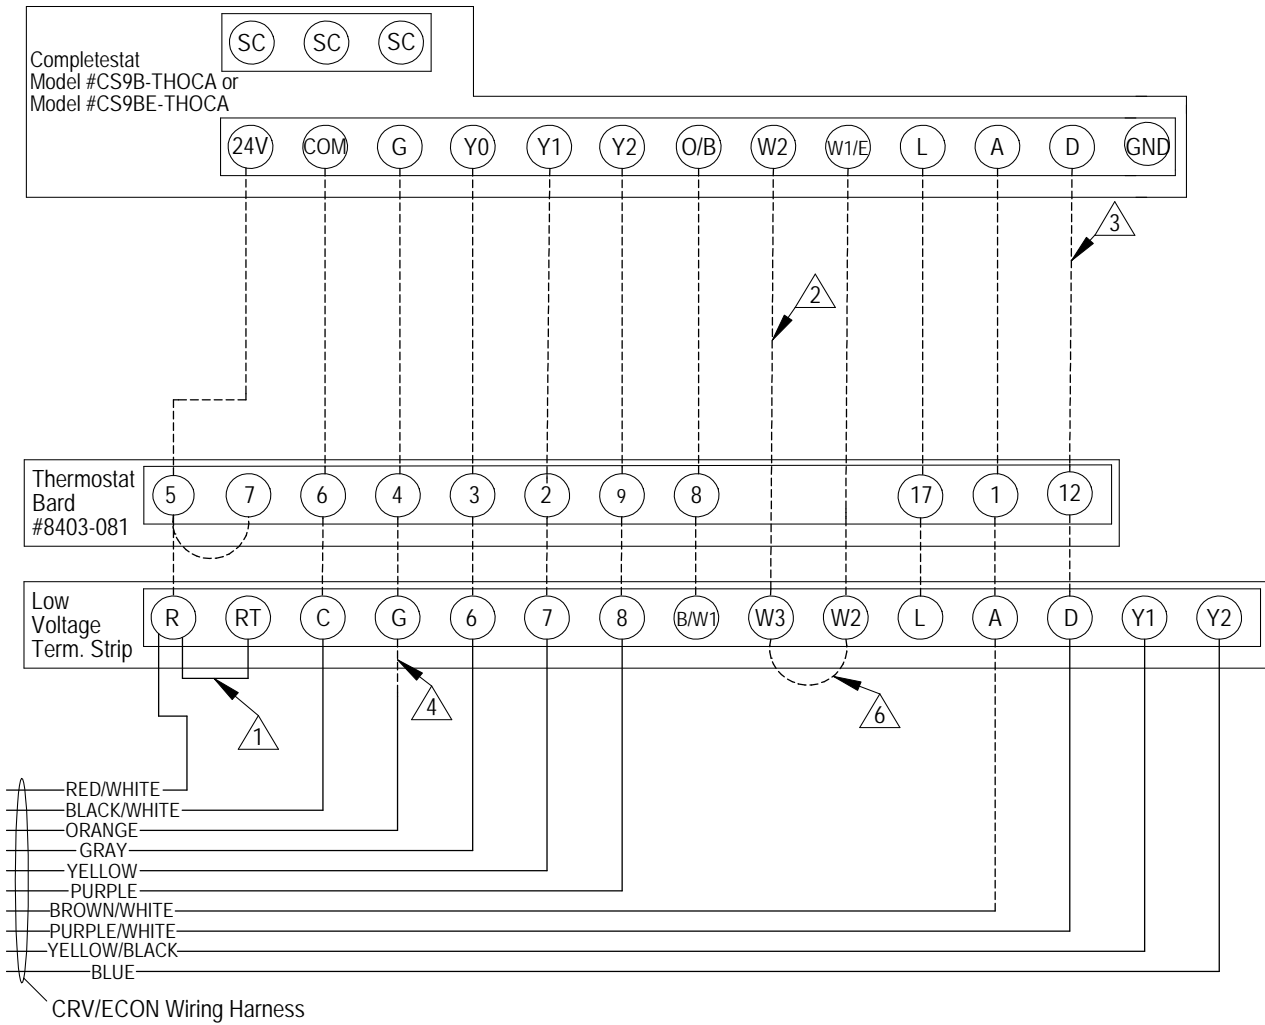 SC SC SC
Completestat
Model #CS9B-THOCA or
Model #CS9BE-THOCA
24V COM G Y0 Y1 Y2 O/B W2 W1/E L A D GND
3
2
Thermostat
Bard
#8403-081
5 7 6 4 3 2 9 8 17 1 12
Low
Voltage
Term. Strip
R RT C G 6 7 8 B/W1 W3 W2 L A D Y1 Y2
1
4
6
RED/WHITE
BLACK/WHITE
ORANGE
GRAY
YELLOW
PURPLE
BROWN/WHITE
PURPLE/WHITE
YELLOW/BLACK
BLUE
CRV/ECON Wiring Harness